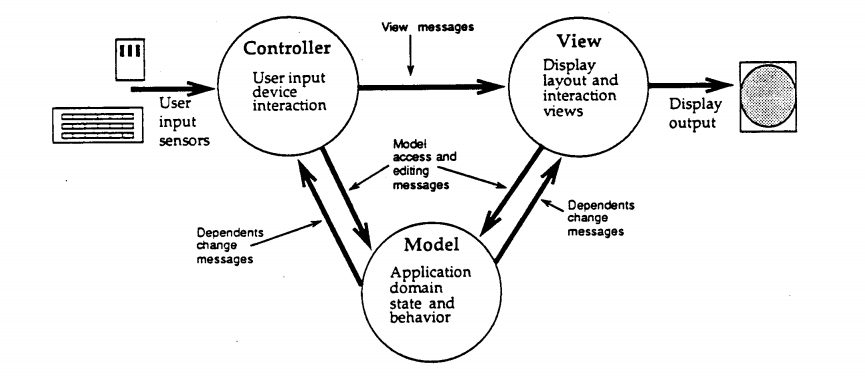 View messages
Controller
User input
device
interaction
View
Display
layout and
interaction
views
User
input
sensors
Display
output
Model
access and
editing
messages
Dependents
change
messages
Dependents
change
messages
Model
Application
domain
state and
behavior